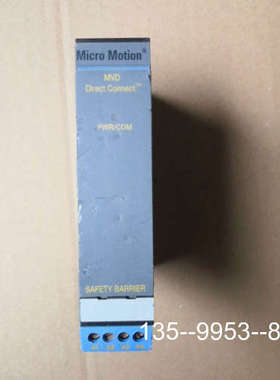 Micro Motion®
MVD
Direct Connect™
PWR/COM
SAFETY BARRIER
135--9953--8